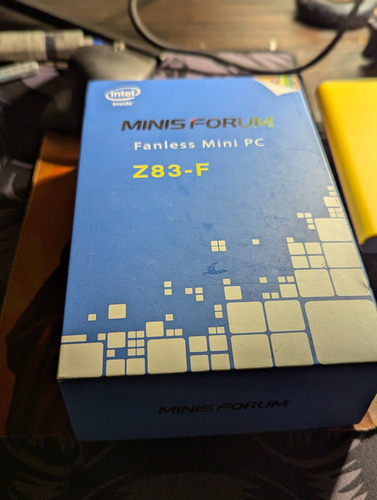 intel
inside
MINIS FORUM
Fanless Mini PC
Z83-F
MINIS FORUM